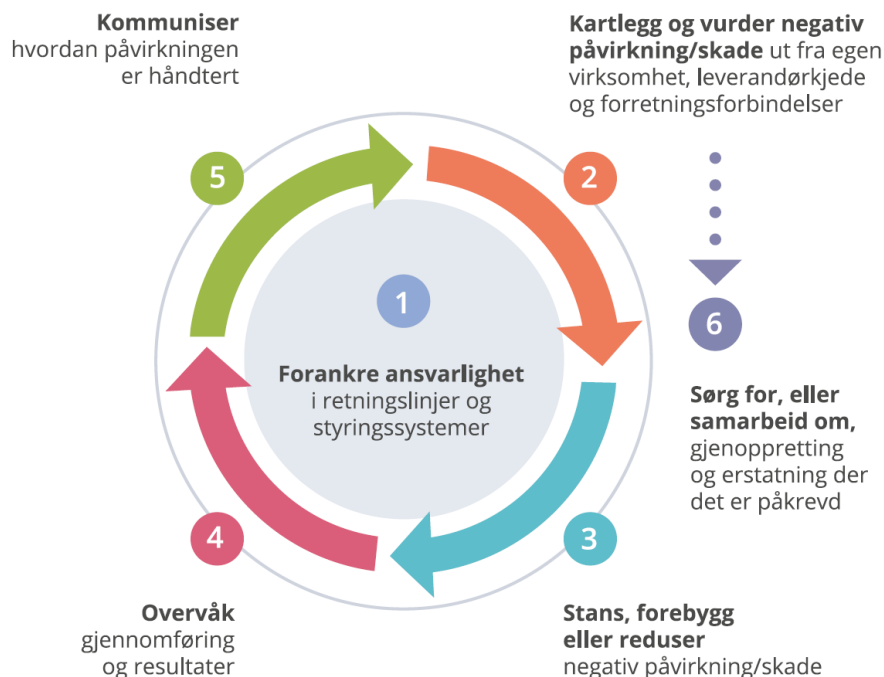 Kommuniser
hvordan påvirkningen
er håndtert
Kartlegg og vurder negativ
påvirkning/skade ut fra egen
virksomhet, leverandørkjede
og forretningsforbindelser
5
2
1
Forankre ansvarlighet
i retningslinjer og
styringssystemer
6
Sørg for, eller
samarbeid om,
gjenoppretting
og erstatning der
det er påkrevd
4
3
Overvåk
gjennomføring
og resultater
Stans, forebygg
eller reduser
negativ påvirkning/skade